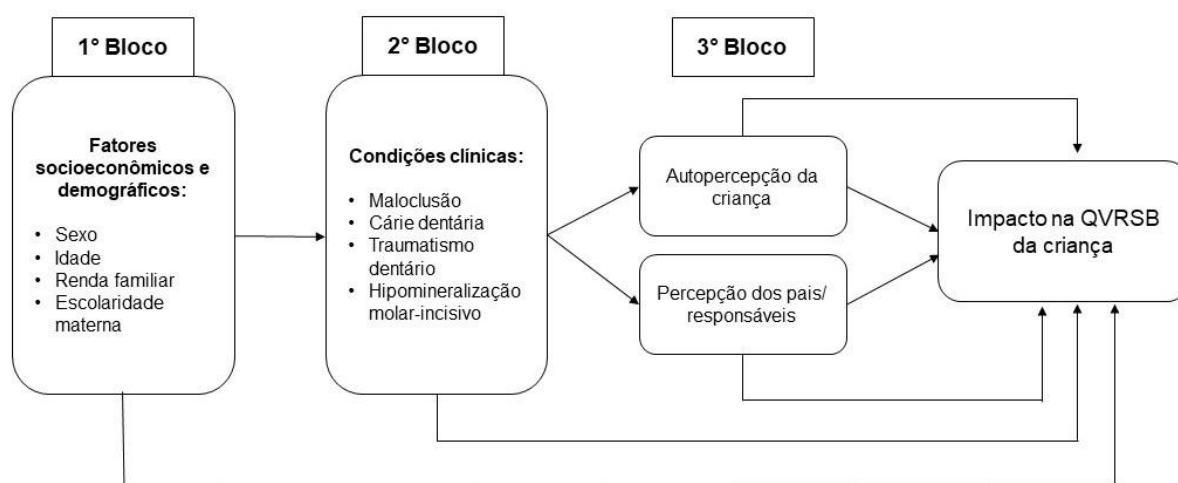 1° Bloco
2° Bloco
3° Bloco
Fatores
socioeconômicos e
demográficos:
• Sexo
• Idade
• Renda familiar
• Escolaridade
materna
Condições clínicas:
• Maloclusão
• Cárie dentária
• Traumatismo
dentário
• Hipomineralização
molar-incisivo
Autopercepção da
criança
Percepção dos pais/
responsáveis
Impacto na QVRSB
da criança